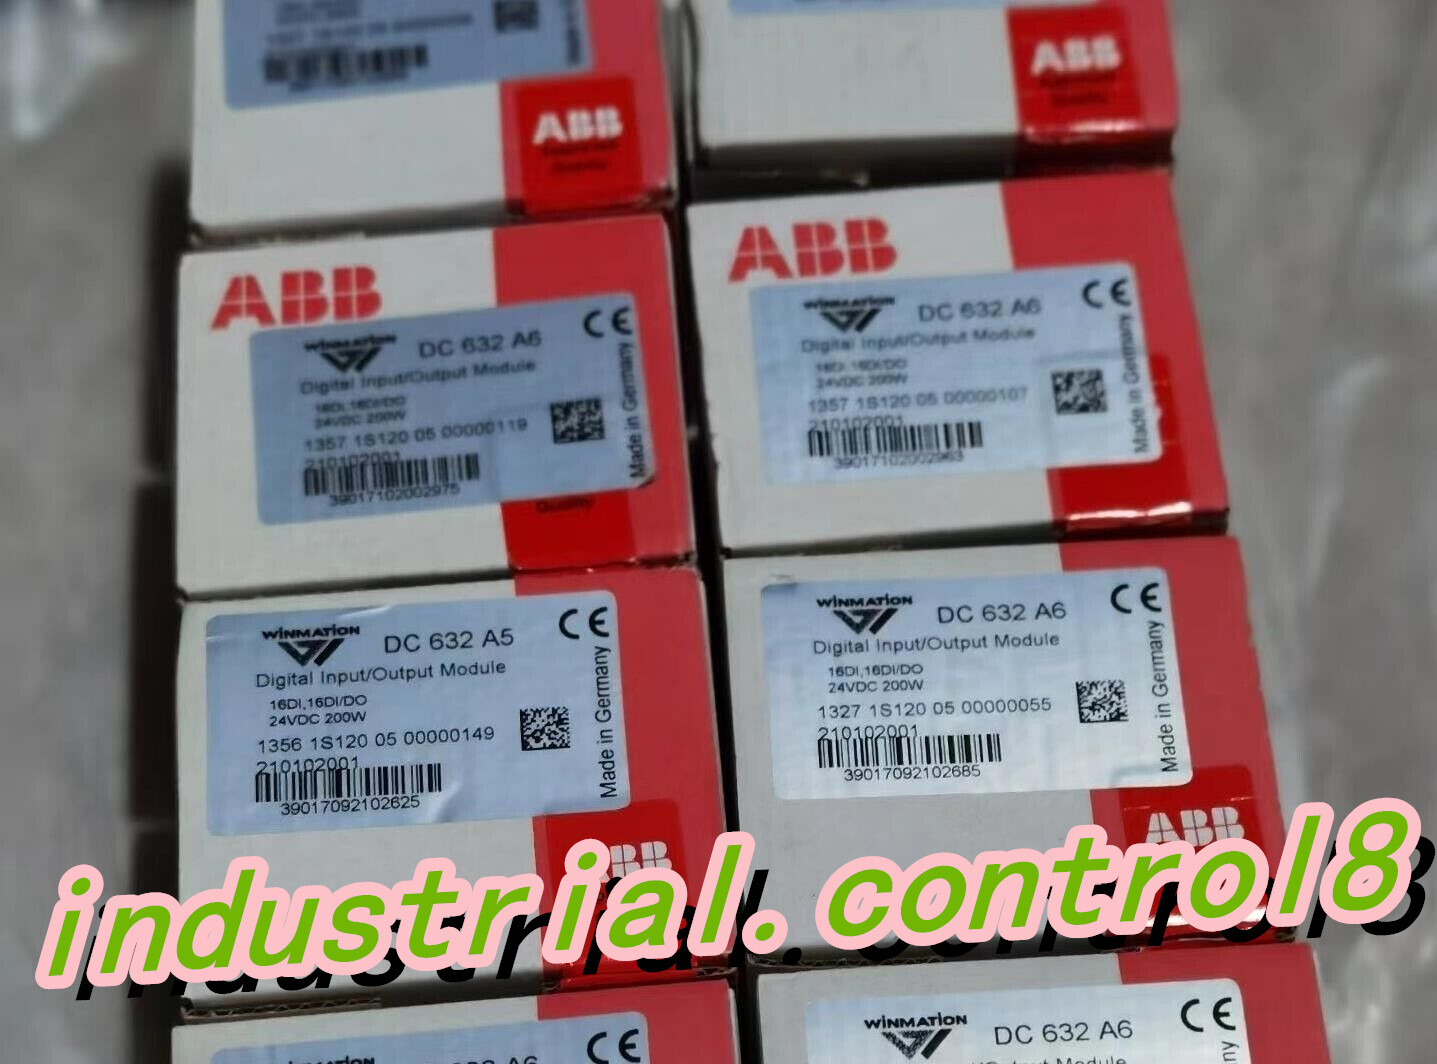 ABB
ABB
ABB
WINMATION
DC 632 A6
CE
Digital Input/Output Module
16DI,16DI/DO
24VDC 200W
1357 1S120 05 00000119
210102001
39017102002975
Made in Germany
Quality
ABB
WINMATION
DC 632 A6
CE
Digital Input/Output Module
16DI,16DI/DO
24VDC 200W
1357 1S120 05 00000107
210102001
39017102002963
Made in Germany
WINMATION
DC 632 A5
CE
Digital Input/Output Module
16DI,16DI/DO
24VDC 200W
1356 1S120 05 00000149
210102001
39017092102625
Made in Germany
WINMATION
DC 632 A6
CE
Digital Input/Output Module
16DI,16DI/DO
24VDC 200W
1327 1S120 05 00000055
210102001
39017092102685
Made in Germany
ABB
industrial.control8
CE
WINMATION
DC 632 A6
CE